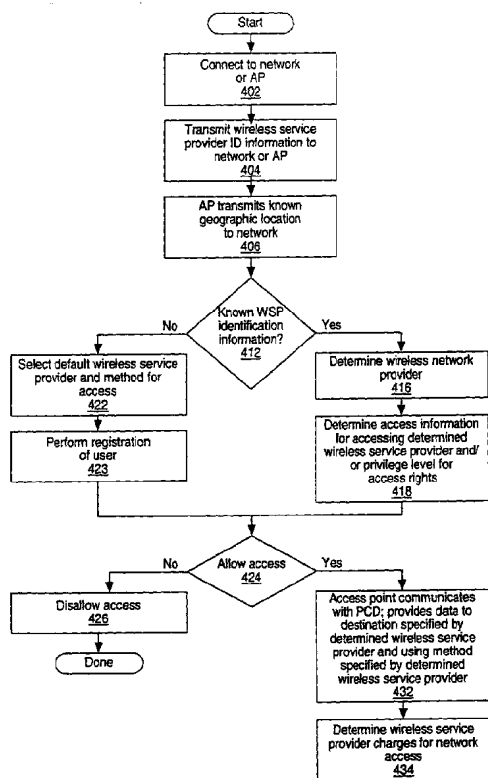 Start
Connect to network
or AP
402
Transmit wireless service
provider ID information to
network or AP
404
AP transmits known
geographic location
to network
406
Known WSP
identification
information?
412
No
Yes
Select default wireless service
provider and method for
access
422
Perform registration
of user
423
Determine wireless network
provider
416
Determine access information
for accessing determined
wireless service provider and/
or privilege level for
access rights
418
Allow access
424
No
Yes
Disallow access
426
Done
Access point communicates
with PCD; provides data to
destination specified by
determined wireless service
provider and using method
specified by determined
wireless service provider
432
Determine wireless service
provider charges for network
access
434